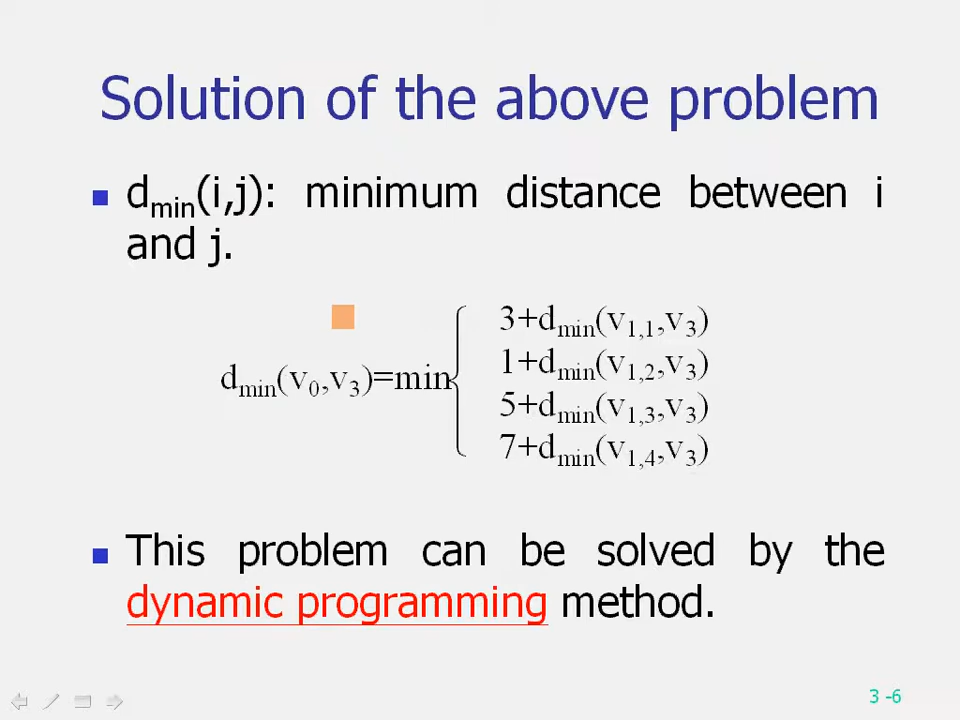 Solution of the above problem
dmin(i,j): minimum distance between i
and j.
3+dmin(v1,1,v3)
1+dmin(v1,2,v3)
dmin(v0,v3)=min
5+dmin(v1,3,v3)
7+dmin(v1,4,v3)
This problem can be solved by the
dynamic programming method.
3 -6